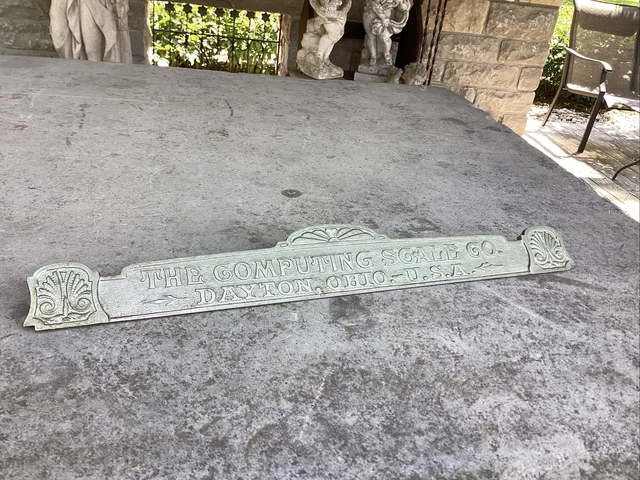 THE COMPUTING SCALE CO.
DAYTON, OHIO.-U.S.A.